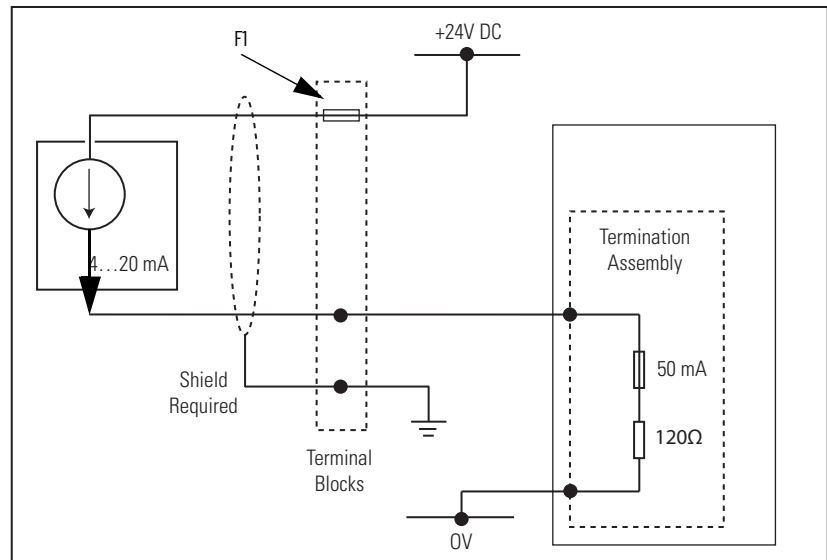 +24V DC
F1
4...20 mA
Termination
Assembly
50 mA
120Ω
Shield
Required
Terminal
Blocks
0V